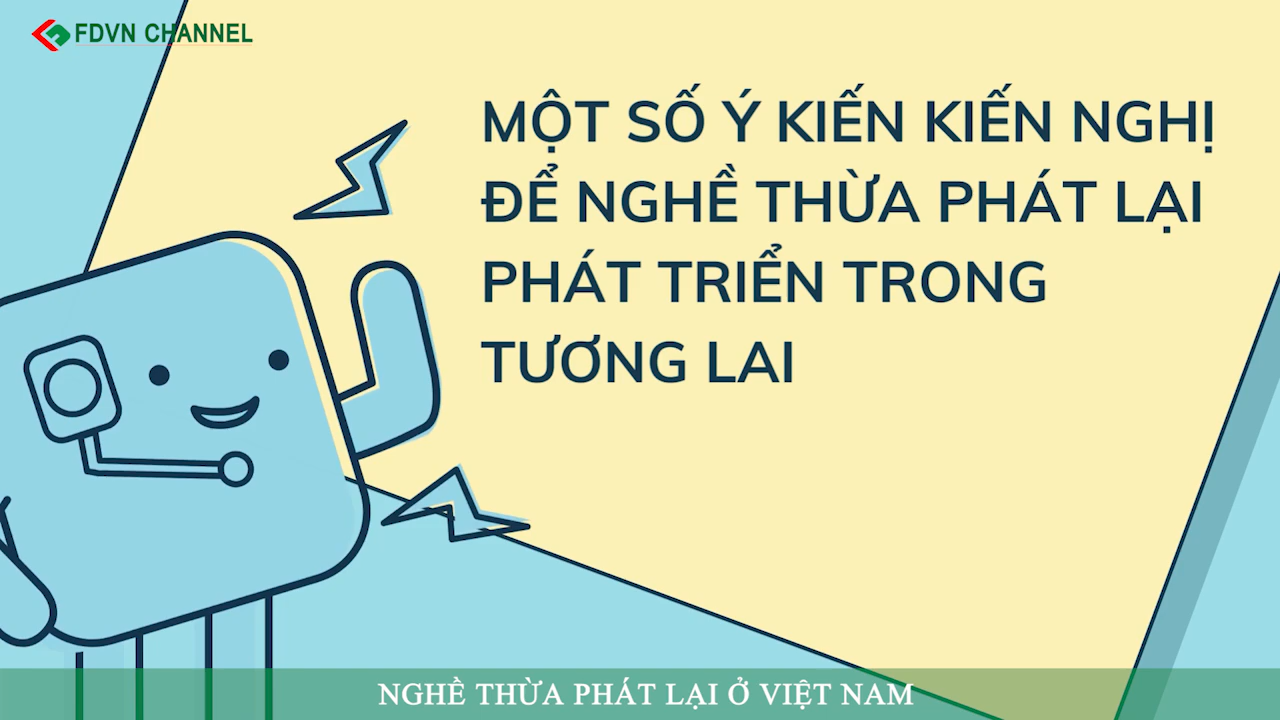 FDVN CHANNEL
MỘT SỐ Ý KIẾN KIẾN NGHỊ
ĐỂ NGHỀ THỪA PHÁT LẠI
PHÁT TRIỂN TRONG
TƯƠNG LAI
NGHỀ THỪA PHÁT LẠI Ở VIỆT NAM